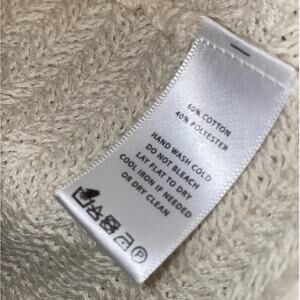 60% COTTON
40% POLYESTER
HAND WASH COLD
DO NOT BLEACH
LAY FLAT TO DRY
COOL IRON IF NEEDED
OR DRY CLEAN